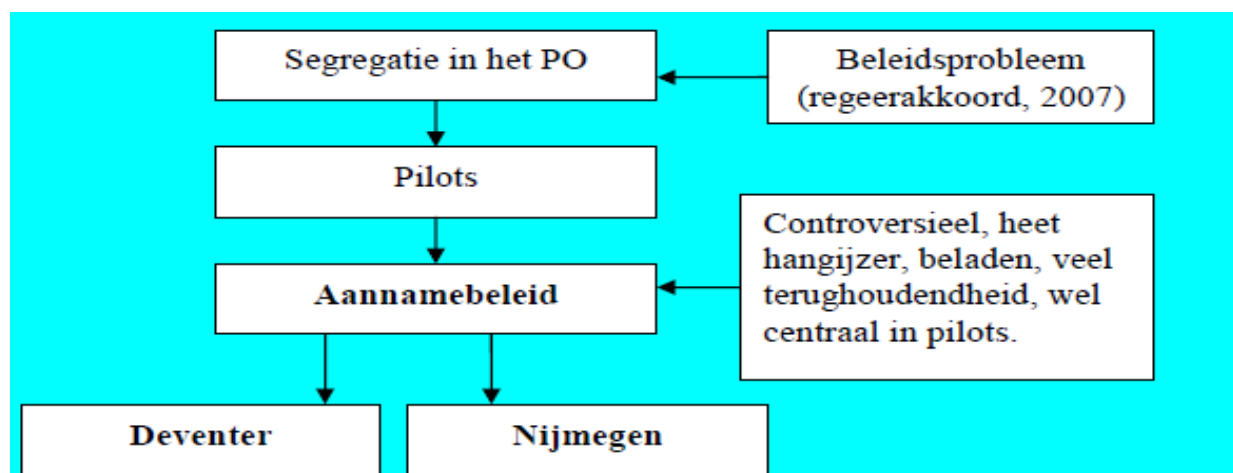 Segregatie in het PO
Beleidsprobleem
(regeerakkoord, 2007)
Pilots
Aannamebeleid
Controversieel, heet
hangijzer, beladen, veel
terughoudendheid, wel
centraal in pilots.
Deventer
Nijmegen